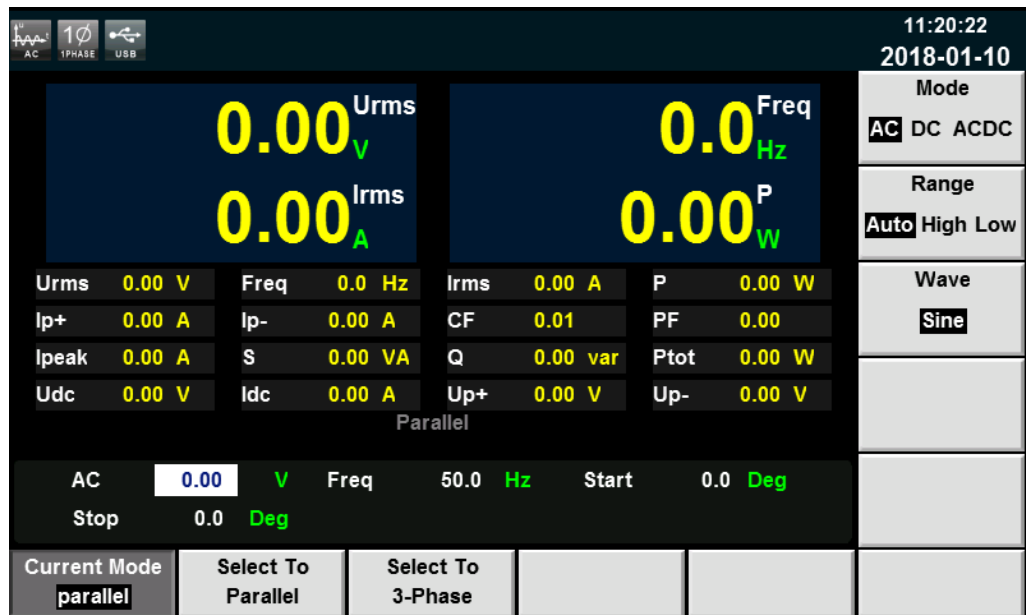 AC 1Ø 1PHASE USB
11:20:22
2018-01-10
0.00 Urms V 0.0 Freq Hz
0.00 Irms A 0.00 P W
Urms 0.00 V Freq 0.0 Hz Irms 0.00 A P 0.00 W
Ip+ 0.00 A Ip- 0.00 A CF 0.01 PF 0.00
Ipeak 0.00 A S 0.00 VA Q 0.00 var Ptot 0.00 W
Udc 0.00 V Idc 0.00 A Up+ 0.00 V Up- 0.00 V
Parallel
AC 0.00 V Freq 50.0 Hz Start 0.0 Deg
Stop 0.0 Deg
Mode
AC DC ACDC
Range
Auto High Low
Wave
Sine
Current Mode
parallel
Select To
Parallel
Select To
3-Phase